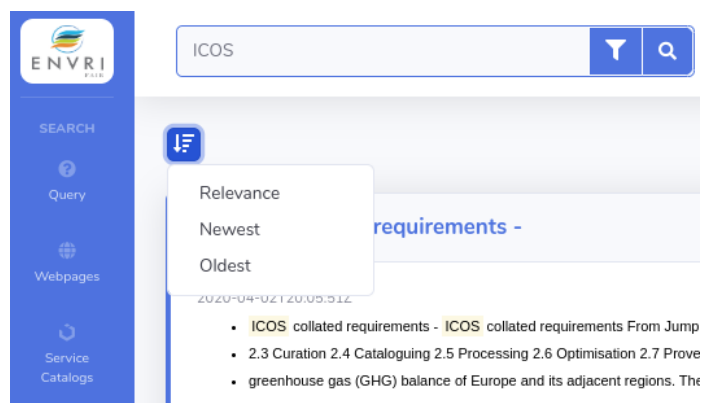 ENVRI
FAIR
ICOS
SEARCH
Query
Webpages
Service
Catalogs
Relevance
Newest
Oldest
requirements -
2020-04-02T20:05:51Z
ICOS collated requirements - ICOS collated requirements From Jump
2.3 Curation 2.4 Cataloguing 2.5 Processing 2.6 Optimisation 2.7 Prove
greenhouse gas (GHG) balance of Europe and its adjacent regions. The